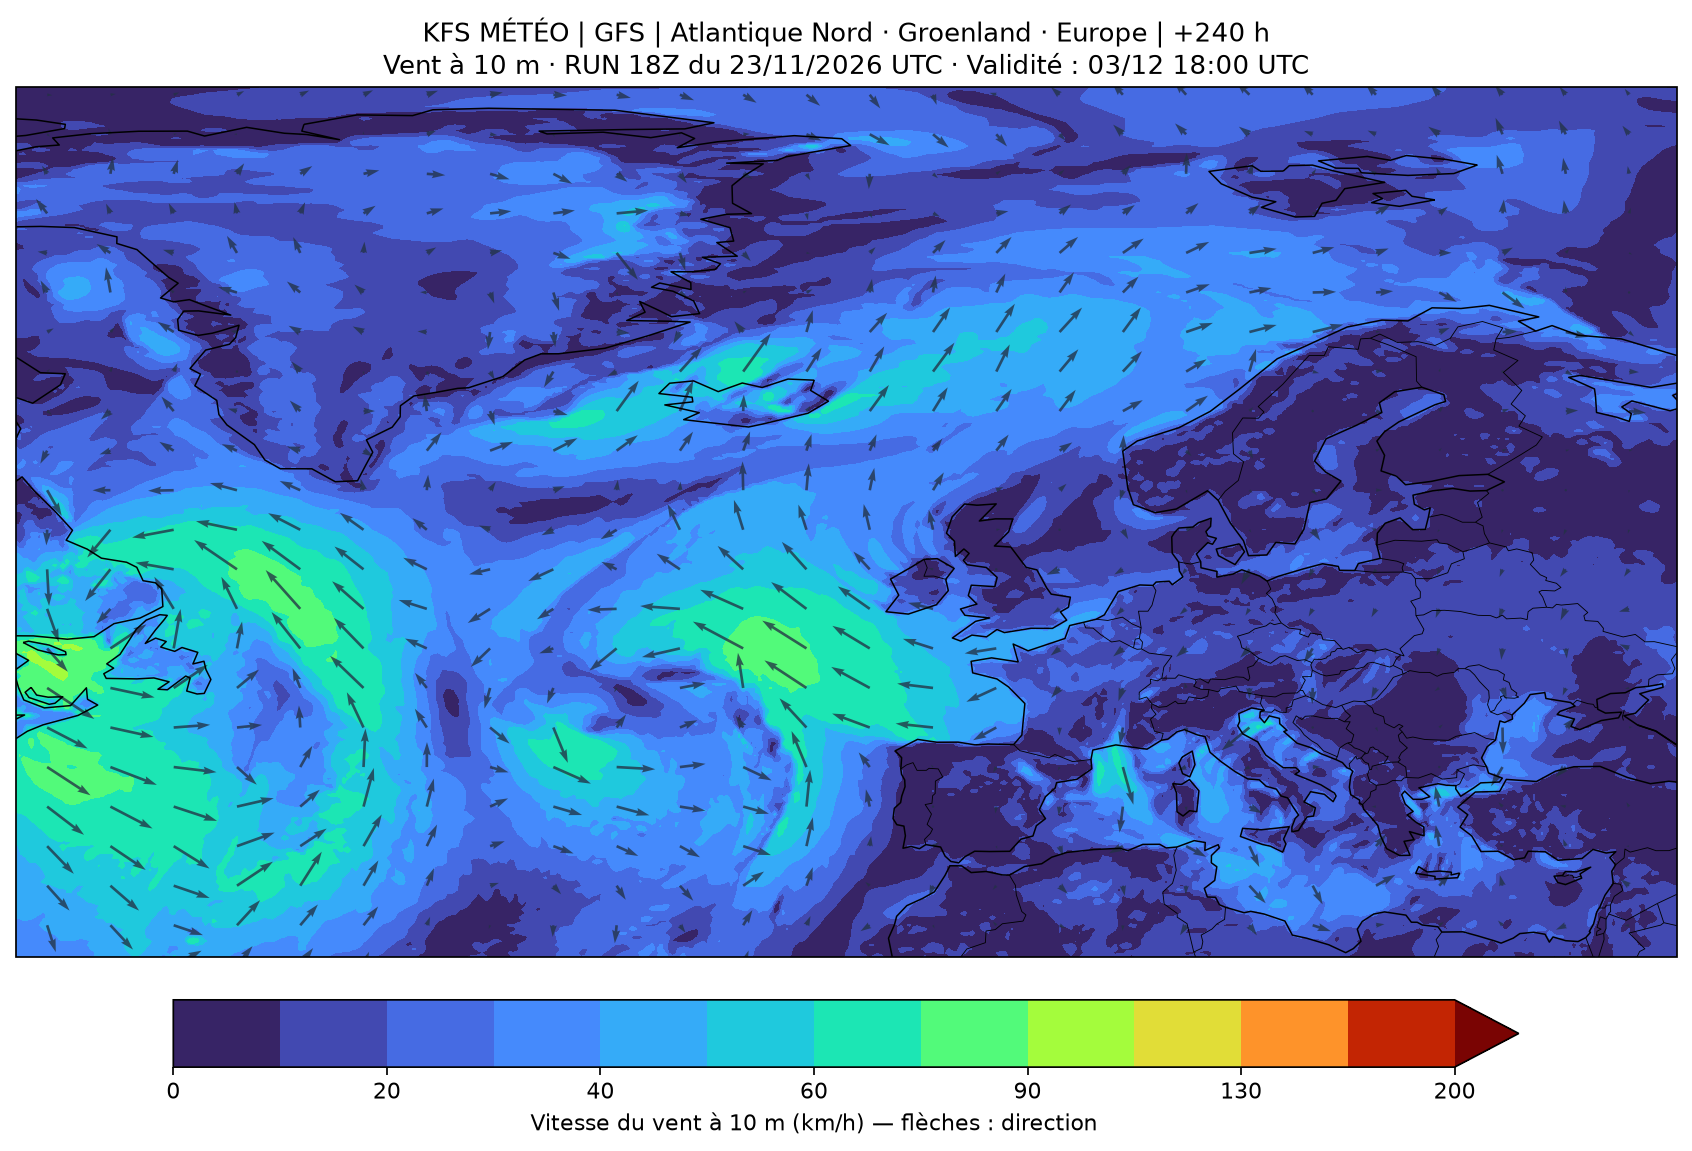 KFS MÉTÉO | GFS | Atlantique Nord · Groenland · Europe | +240 h
Vent à 10 m · RUN 18Z du 23/11/2026 UTC · Validité : 03/12 18:00 UTC
0 20 40 60 90 130 200
Vitesse du vent à 10 m (km/h) — flèches : direction